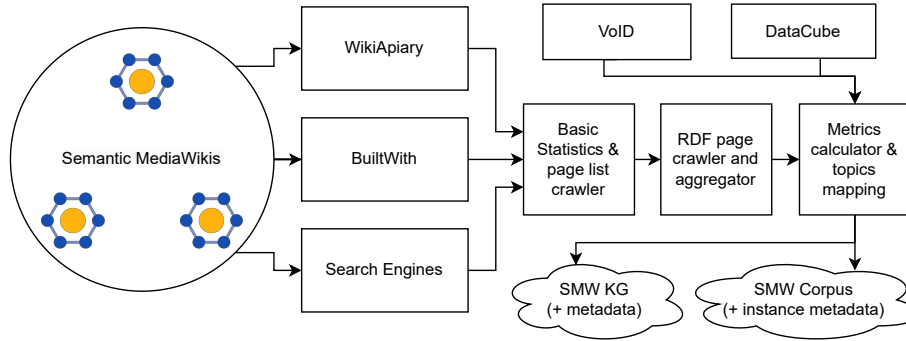 Semantic MediaWikis
WikiApiary
BuiltWith
Search Engines
VoID
DataCube
Basic
Statistics &
page list
crawler
RDF page
crawler and
aggregator
Metrics
calculator &
topics
mapping
SMW KG
(+ metadata)
SMW Corpus
(+ instance metadata)